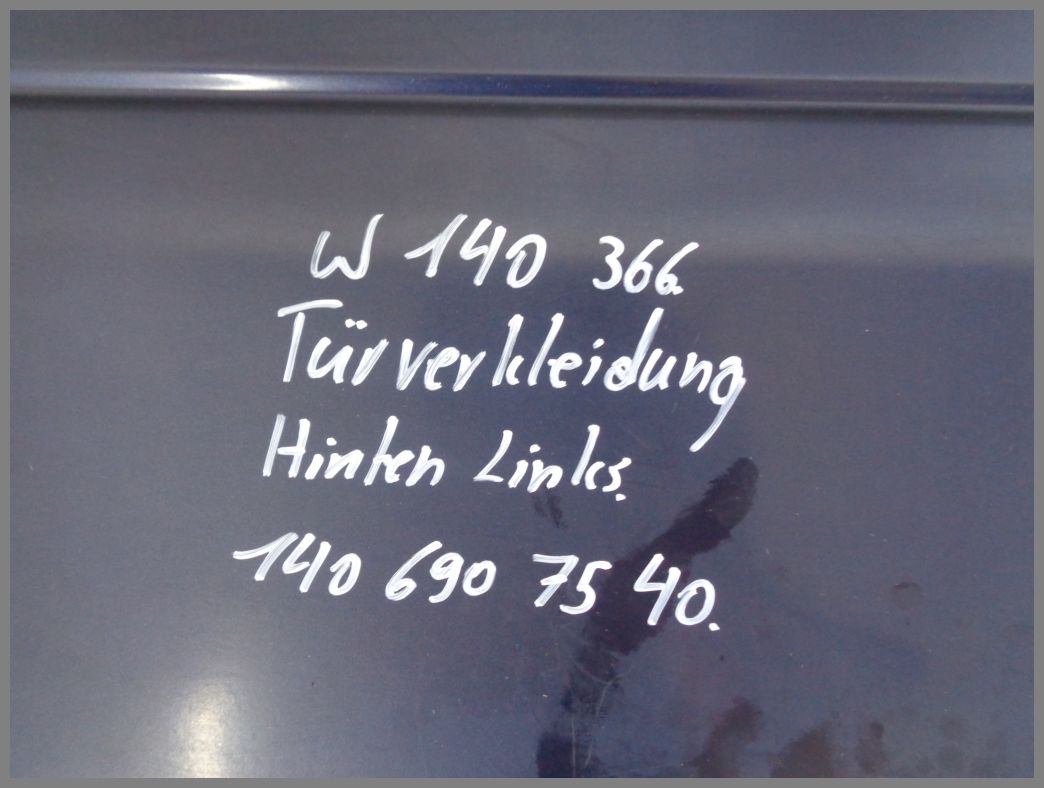 W 140 366.
Türverkleidung
Hinten Links.
140 690 75 40.